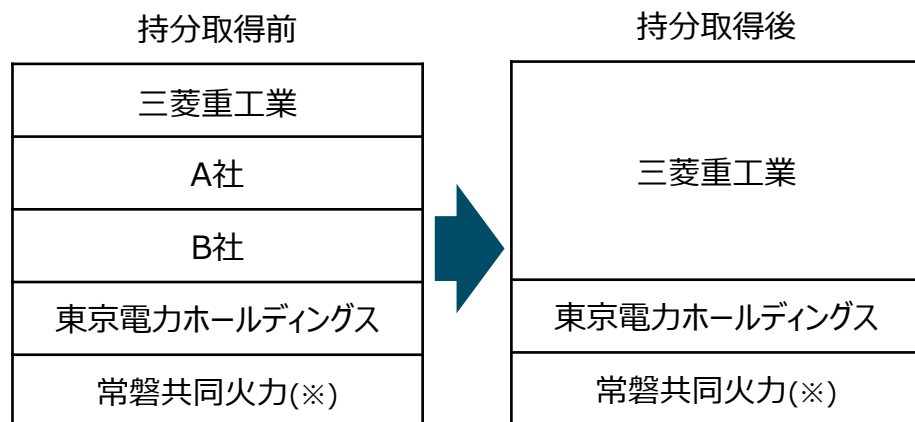 持分取得前
三菱重工業
A社
B社
東京電力ホールディングス
常磐共同火力(※)
持分取得後
三菱重工業
東京電力ホールディングス
常磐共同火力(※)